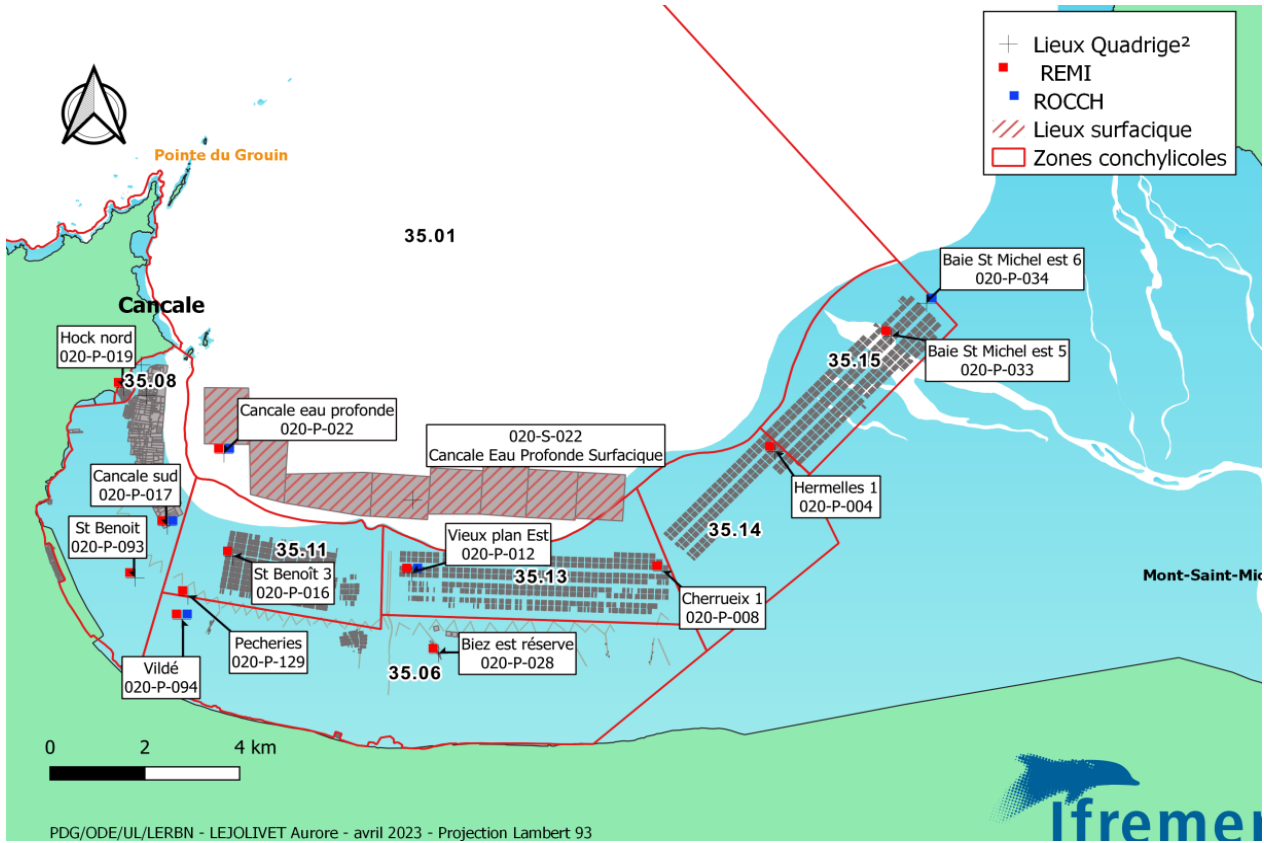 Lieux Quadrige²
REMI
ROCCH
Lieux surfacique
Zones conchylicoles
Pointe du Grouin
35.01
Baie St Michel est 6
020-P-034
Cancale
Hock nord
020-P-019
35.08
35.15
Baie St Michel est 5
020-P-033
Cancale eau profonde
020-P-022
020-S-022
Cancale Eau Profonde Surfacique
Cancale sud
020-P-017
Hermelles 1
020-P-004
St Benoit
020-P-093
35.14
Vieux plan Est
020-P-012
35.11
35.13
St Benoît 3
020-P-016
Mont-Saint-Mic
Cherrueix 1
020-P-008
Pecheries
020-P-129
Biez est réserve
020-P-028
Vildé
020-P-094
35.06
0 2 4 km
Ifremer
PDG/ODE/UL/LERBN - LEJOLIVET Aurore - avril 2023 - Projection Lambert 93